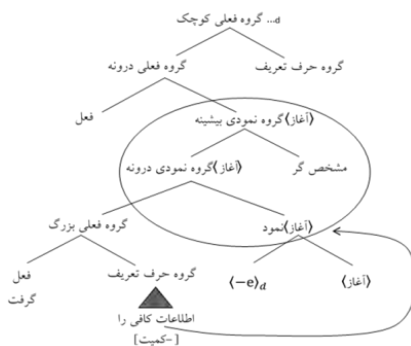 d... گروه فعلی کوچک
گروه حرف تعریف
گروه فعلی درونه
⟨آغاز⟩گروه نمودی بیشینه
فعل
مشخص گر
⟨آغاز⟩گروه نمودی درونه
⟨آغاز⟩نمود
گروه فعلی بزرگ
⟨آغاز⟩
⟨–e⟩d
گروه حرف تعریف
فعل
گرفت
اطلاعات کافی را
[-کمیت]